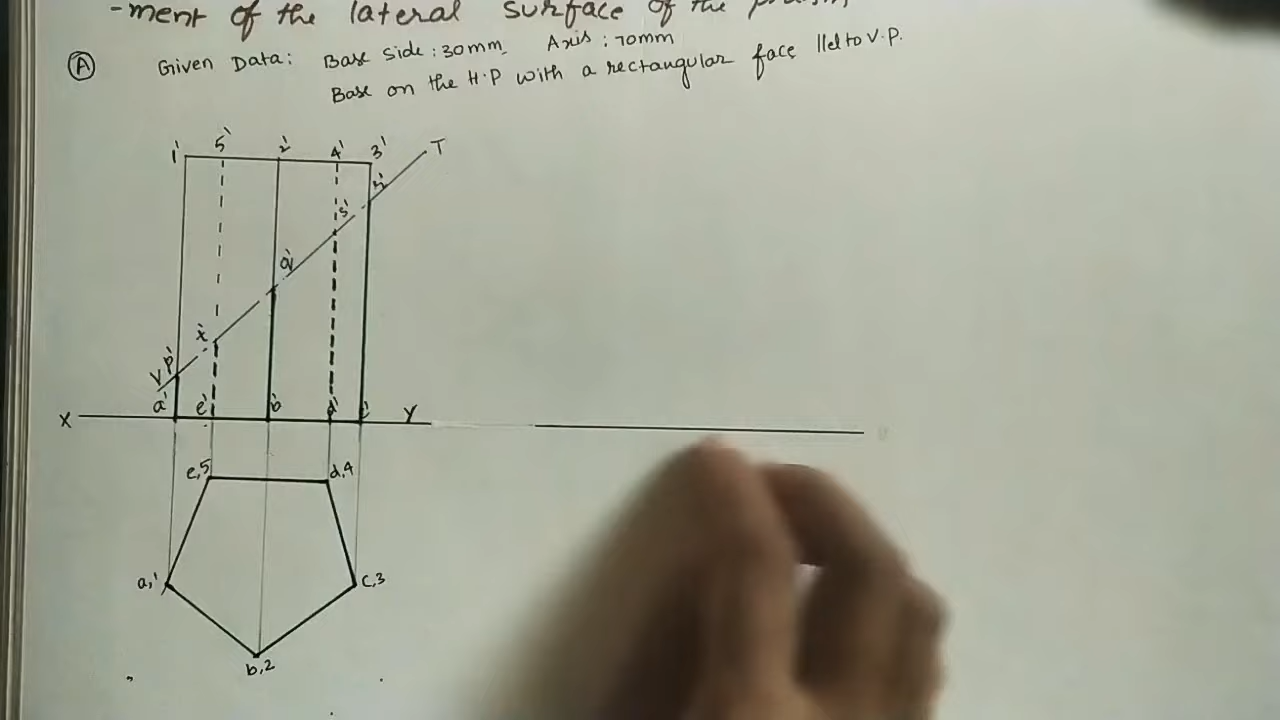 -ment of the lateral surface of the prism,
A Given Data: Base Side : 30mm, Axis : 70mm
Base on the H.P with a rectangular face llel to V.P.
1' 5' 2' 4' 3' T
r'
s'
q'
t'
V p'
a' e' b' d' c'
X Y
e,5 d,4
a,1 c,3
b,2